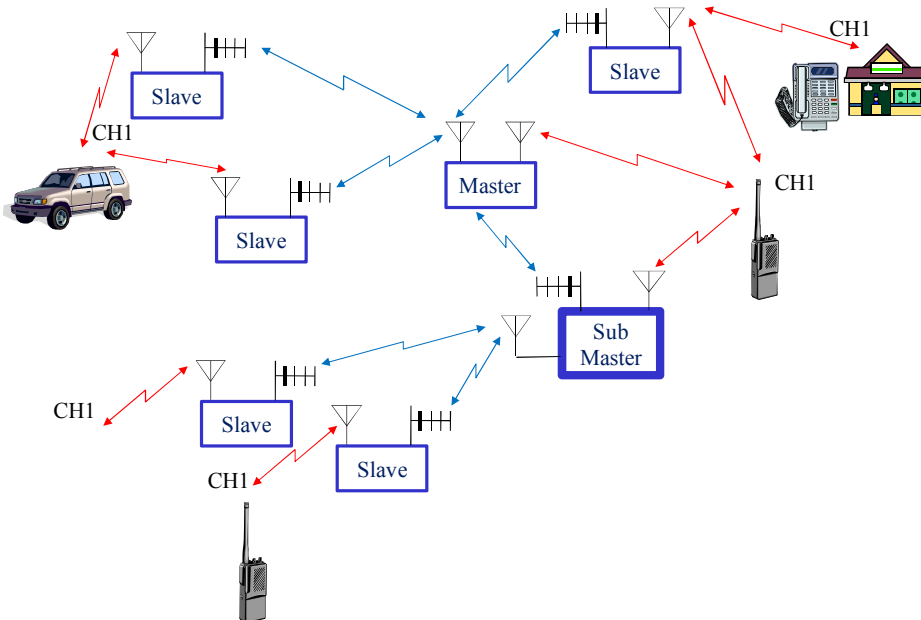 CH1
Slave
Slave
CH1
Master
CH1
Slave
Sub
Master
CH1
Slave
Slave
CH1